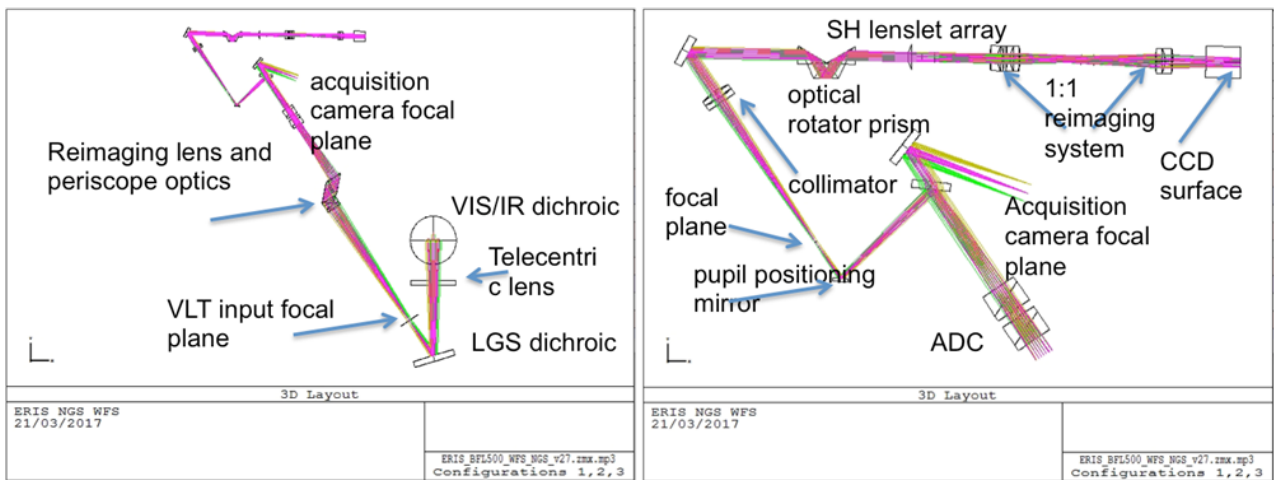 acquisition
camera focal
plane
Reimaging lens and
periscope optics
VIS/IR dichroic
Telecentri
c lens
VLT input focal
plane
LGS dichroic
3D Layout
ERIS NGS WFS
21/03/2017
ERIS_BFL500_WFS_NGS_v27.zmx.mp3
Configurations 1,2,3
SH lenslet array
optical
rotator prism
1:1
reimaging
system
CCD
surface
collimator
focal
plane
Acquisition
camera focal
plane
pupil positioning
mirror
ADC
3D Layout
ERIS NGS WFS
21/03/2017
ERIS_BFL500_WFS_NGS_v27.zmx.mp3
Configurations 1,2,3